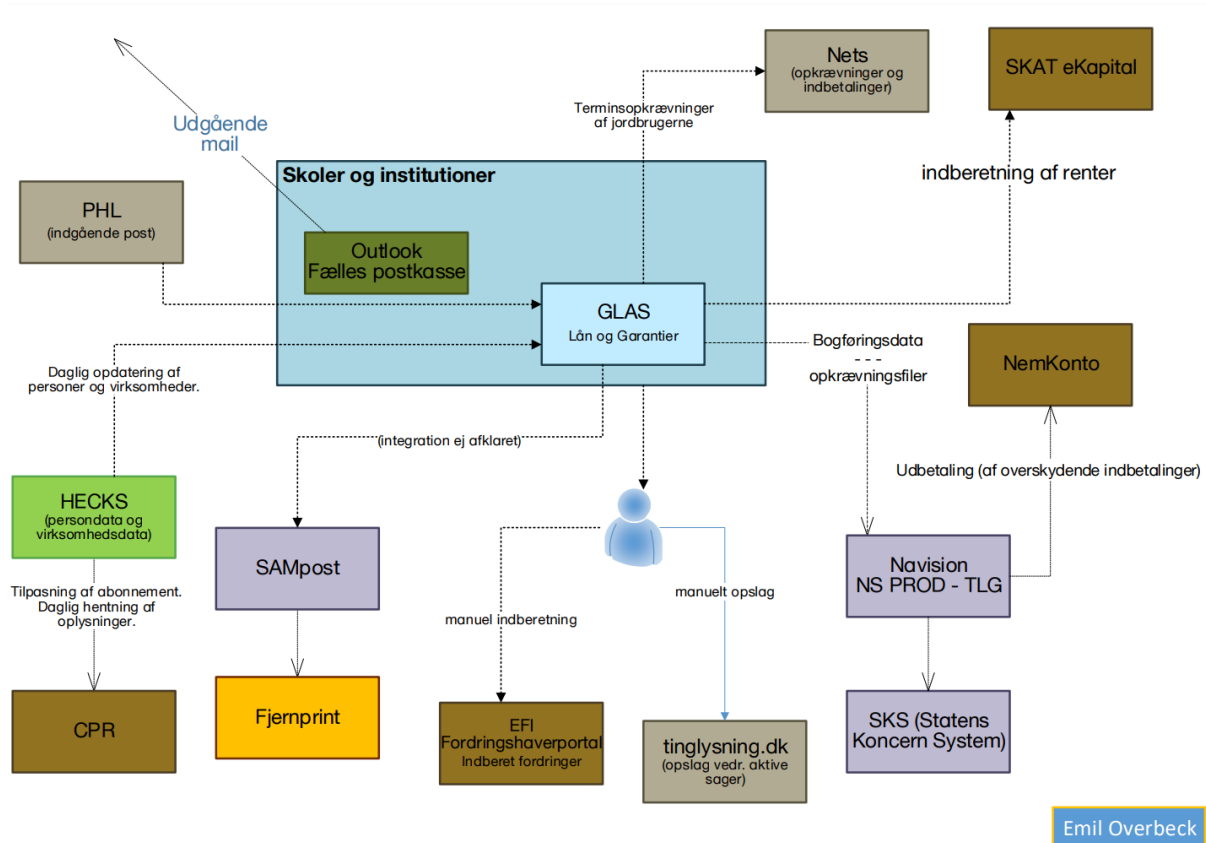 Nets
(opkrævninger og
indbetalinger)
SKAT eKapital
Terminsopkrævninger
af jordbrugerne
Udgående
mail
Skoler og institutioner
indberetning af renter
PHL
(indgående post)
Outlook
Fælles postkasse
GLAS
Lån og Garantier
Bogføringsdata
- - -
opkrævningsfiler
NemKonto
Daglig opdatering af
personer og virksomheder.
(integration ej afklaret)
Udbetaling (af overskydende indbetalinger)
HECKS
(persondata og
virksomhedsdata)
SAMpost
Navision
NS PROD - TLG
Tilpasning af abonnement.
Daglig hentning af
oplysninger.
manuel indberetning
manuelt opslag
CPR
Fjernprint
EFI
Fordringshaverportal
Indberet fordringer
tinglysning.dk
(opslag vedr. aktive
sager)
SKS (Statens
Koncern System)
Emil Overbeck